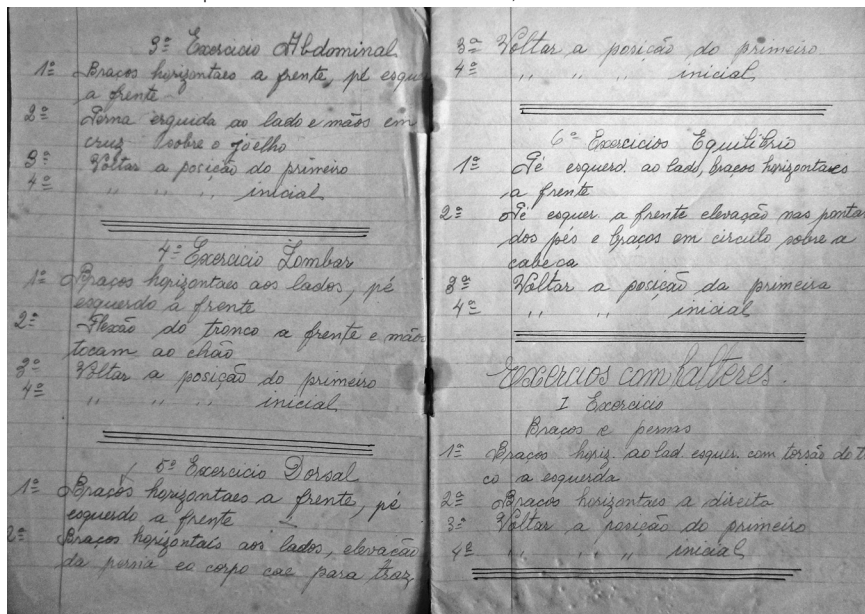 3º Exercicio Abdominal
1º Braços horizontaes a frente, pé esque
a frente
2º Perna erguida ao lado e mãos em
cruz sobre o joelho
3º Voltar a posição do primeiro
4º ,, ,, ,, inicial
4º Exercicio Lombar
1º Braços horizontaes aos lados, pé
esquerdo a frente
2º Flexão do tronco a frente e mãos
tocam ao chão
3º Voltar a posição do primeiro
4º ,, ,, ,, ,, inicial
5º Exercicio Dorsal
1º Braços horizontaes a frente, pé
esquerdo a frente
2º Braços horizontaes aos lados, elevação
da perna eo corpo cae para traz
3º Voltar a posição do primeiro
4º ,, ,, ,, inicial
6º Exercicios Equilibrio
1º Pé esquerd. ao lado, braços horizontaes
a frente
2º Pé esquer. a frente elevação nas pontas
dos pés e braços em circulo sobre a
cabeça
3º Voltar a posição da primeira
4º ,, ,, inicial
Exercios com halteres.
I Exercicio
Braços e pernas
1º Braços horiz. ao lad. esquer. com torsão do t
co a esquerda
2º Braços horizontaes a direita
3º Voltar a posição do primeiro
4º ,, ,, ,, inicial